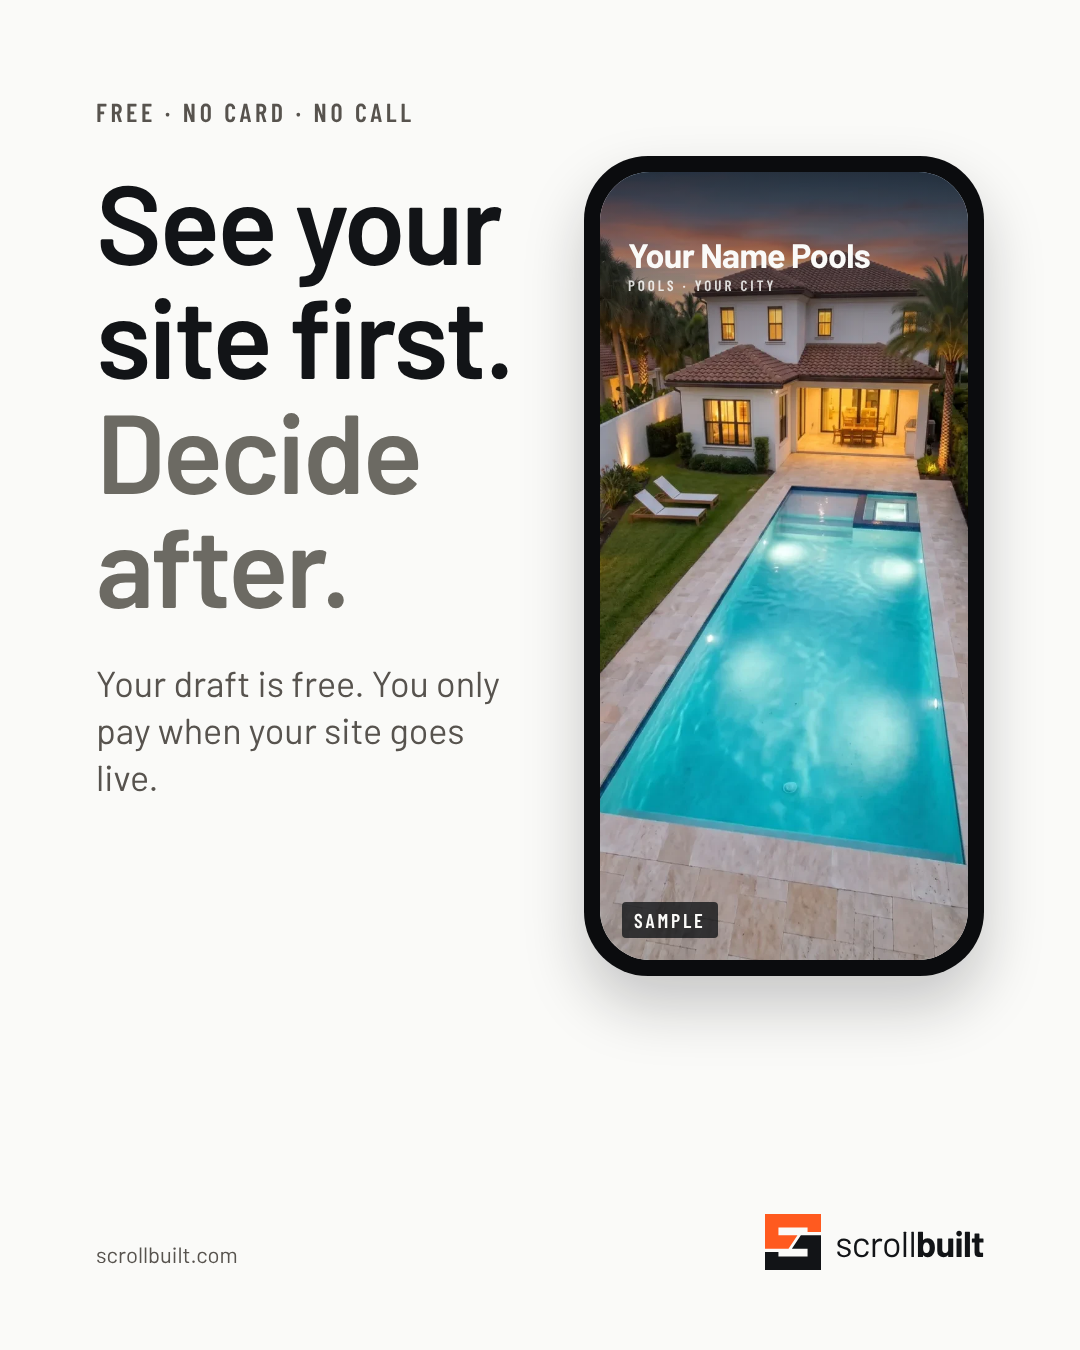 FREE · NO CARD · NO CALL
See your
site first.
Decide
after.
Your draft is free. You only
pay when your site goes
live.
Your Name Pools
POOLS · YOUR CITY
SAMPLE
scrollbuilt.com
scrollbuilt